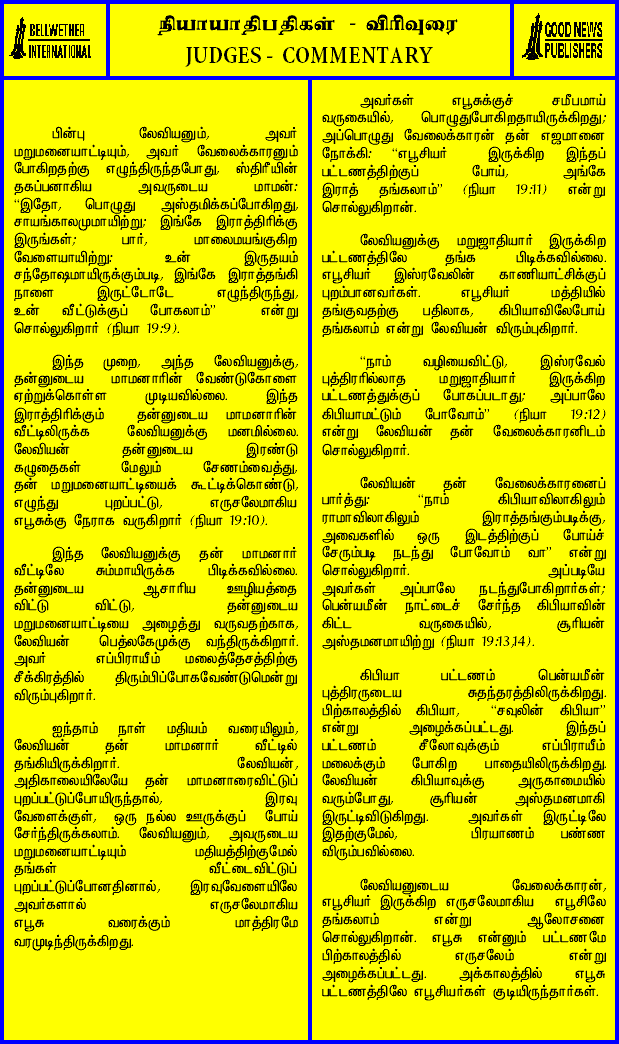 BELLWETHER
INTERNATIONAL
நியாயாதிபதிகள் - விரிவுரை
JUDGES - COMMENTARY
GOOD NEWS
PUBLISHERS
பின்பு லேவியனும், அவர்
மறுமனையாட்டியும், அவர் வேலைக்காரனும்
போகிறதற்கு எழுந்திருந்தபோது, ஸ்திரீயின்
தகப்பனாகிய அவருடைய மாமன்:
“இதோ, பொழுது அஸ்தமிக்கப்போகிறது,
சாயங்காலமுமாயிற்று; இங்கே இராத்திரிக்கு
இருங்கள்; பார், மாலைமயங்குகிற
வேளையாயிற்று: உன் இருதயம்
சந்தோஷமாயிருக்கும்படி, இங்கே இராத்தங்கி
நாளை இருட்டோடே எழுந்திருந்து,
உன் வீட்டுக்குப் போகலாம்” என்று
சொல்லுகிறார் (நியா 19:9).
இந்த முறை, அந்த லேவியனுக்கு,
தன்னுடைய மாமனாரின் வேண்டுகோளை
ஏற்றுக்கொள்ள முடியவில்லை. இந்த
இராத்திரிக்கும் தன்னுடைய மாமனாரின்
வீட்டிலிருக்க லேவியனுக்கு மனமில்லை.
லேவியன் தன்னுடைய இரண்டு
கழுதைகள் மேலும் சேணம்வைத்து,
தன் மறுமனையாட்டியைக் கூட்டிக்கொண்டு,
எழுந்து புறப்பட்டு, எருசலேமாகிய
எபூசுக்கு நேராக வருகிறார் (நியா 19:10).
இந்த லேவியனுக்கு தன் மாமனார்
வீட்டிலே சும்மாயிருக்க பிடிக்கவில்லை.
தன்னுடைய ஆசாரிய ஊழியத்தை
விட்டு விட்டு, தன்னுடைய
மறுமனையாட்டியை அழைத்து வருவதற்காக,
லேவியன் பெத்லகேமுக்கு வந்திருக்கிறார்.
அவர் எப்பிராயீம் மலைத்தேசத்திற்கு
சீக்கிரத்தில் திரும்பிப்போகவேண்டுமென்று
விரும்புகிறார்.
ஐந்தாம் நாள் மதியம் வரையிலும்,
லேவியன் தன் மாமனார் வீட்டில்
தங்கியிருக்கிறார். லேவியன்,
அதிகாலையிலேயே தன் மாமனாரைவிட்டுப்
புறப்பட்டுப்போயிருந்தால், இரவு
வேளைக்குள், ஒரு நல்ல ஊருக்குப் போய்
சேர்ந்திருக்கலாம். லேவியனும், அவருடைய
மறுமனையாட்டியும் மதியத்திற்குமேல்
தங்கள் வீட்டைவிட்டுப்
புறப்பட்டுப்போனதினால், இரவுவேளையிலே
அவர்களால் எருசலேமாகிய
எபூசு வரைக்கும் மாத்திரமே
வரமுடிந்திருக்கிறது.
அவர்கள் எபூசுக்குச் சமீபமாய்
வருகையில், பொழுதுபோகிறதாயிருக்கிறது;
அப்பொழுது வேலைக்காரன் தன் எஜமானை
நோக்கி: “எபூசியர் இருக்கிற இந்தப்
பட்டணத்திற்குப் போய், அங்கே
இராத் தங்கலாம்” (நியா 19:11) என்று
சொல்லுகிறான்.
லேவியனுக்கு மறுஜாதியார் இருக்கிற
பட்டணத்திலே தங்க பிடிக்கவில்லை.
எபூசியர் இஸ்ரவேலின் காணியாட்சிக்குப்
புறம்பானவர்கள். எபூசியர் மத்தியில்
தங்குவதற்கு பதிலாக, கிபியாவிலேபோய்
தங்கலாம் என்று லேவியன் விரும்புகிறார்.
“நாம் வழியைவிட்டு, இஸ்ரவேல்
புத்திரரில்லாத மறுஜாதியார் இருக்கிற
பட்டணத்துக்குப் போகப்படாது; அப்பாலே
கிபியாமட்டும் போவோம்” (நியா 19:12)
என்று லேவியன் தன் வேலைக்காரனிடம்
சொல்லுகிறார்.
லேவியன் தன் வேலைக்காரனைப்
பார்த்து: “நாம் கிபியாவிலாகிலும்
ராமாவிலாகிலும் இராத்தங்கும்படிக்கு,
அவைகளில் ஒரு இடத்திற்குப் போய்ச்
சேரும்படி நடந்து போவோம் வா” என்று
சொல்லுகிறார். அப்படியே
அவர்கள் அப்பாலே நடந்துபோகிறார்கள்;
பென்யமீன் நாட்டைச் சேர்ந்த கிபியாவின்
கிட்ட வருகையில், சூரியன்
அஸ்தமனமாயிற்று (நியா 19:13,14).
கிபியா பட்டணம் பென்யமீன்
புத்திரருடைய சுதந்தரத்திலிருக்கிறது.
பிற்காலத்தில் கிபியா, “சவுலின் கிபியா”
என்று அழைக்கப்பட்டது. இந்தப்
பட்டணம் சீலோவுக்கும் எப்பிராயீம்
மலைக்கும் போகிற பாதையிலிருக்கிறது.
லேவியன் கிபியாவுக்கு அருகாமையில்
வரும்போது, சூரியன் அஸ்தமனமாகி
இருட்டிவிடுகிறது. அவர்கள் இருட்டிலே
இதற்குமேல், பிரயாணம் பண்ண
விரும்பவில்லை.
லேவியனுடைய வேலைக்காரன்,
எபூசியர் இருக்கிற எருசலேமாகிய எபூசிலே
தங்கலாம் என்று ஆலோசனை
சொல்லுகிறான். எபூசு என்னும் பட்டணமே
பிற்காலத்தில் எருசலேம் என்று
அழைக்கப்பட்டது. அக்காலத்தில் எபூசு
பட்டணத்திலே எபூசியர்கள் குடியிருந்தார்கள்.